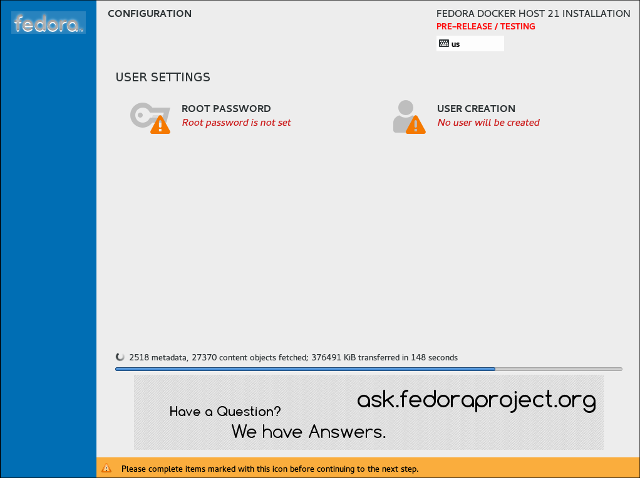 fedora
CONFIGURATION
FEDORA DOCKER HOST 21 INSTALLATION
PRE-RELEASE / TESTING
us
USER SETTINGS
ROOT PASSWORD
Root password is not set
USER CREATION
No user will be created
2518 metadata, 27370 content objects fetched; 376491 KiB transferred in 148 seconds
ask.fedoraproject.org
Have a Question?
We have Answers.
Please complete items marked with this icon before continuing to the next step.